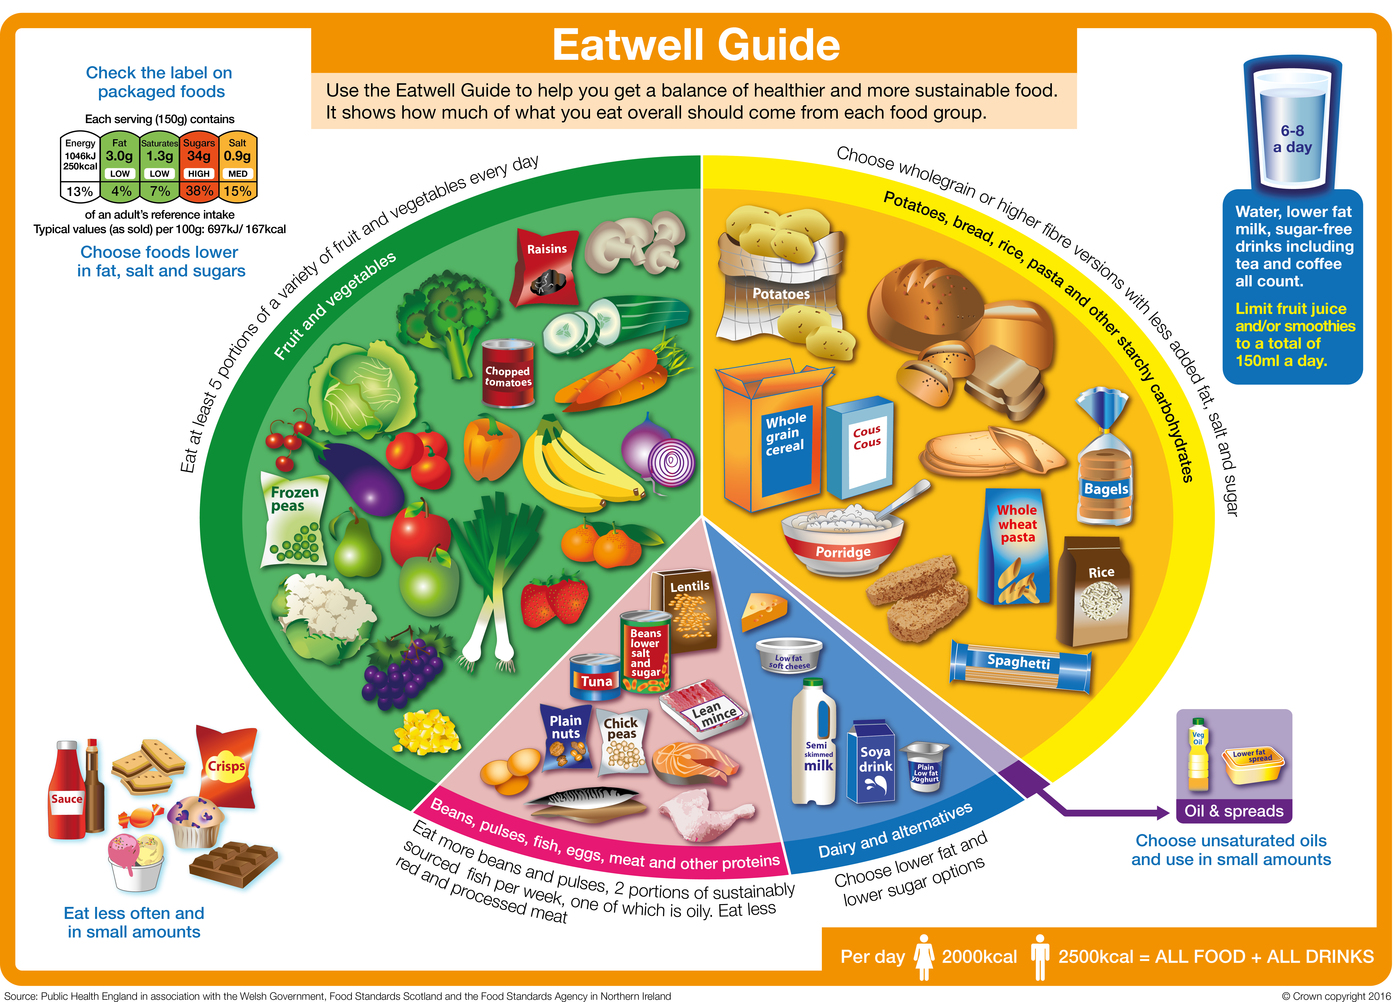 Eatwell Guide
Use the Eatwell Guide to help you get a balance of healthier and more sustainable food.
It shows how much of what you eat overall should come from each food group.
Check the label on
packaged foods
Each serving (150g) contains
Energy
1046kJ
250kcal
13%
Fat
3.0g
LOW
4%
Saturates
1.3g
LOW
7%
Sugars
34g
HIGH
38%
Salt
0.9g
MED
15%
of an adult's reference intake
Typical values (as sold) per 100g: 697kJ/ 167kcal
Choose foods lower
in fat, salt and sugars
6-8
a day
Water, lower fat
milk, sugar-free
drinks including
tea and coffee
all count.
Limit fruit juice
and/or smoothies
to a total of
150ml a day.
Eat at least 5 portions of a variety of fruit and vegetables every day
Fruit and vegetables
Raisins
Chopped
tomatoes
Frozen
peas
Choose wholegrain or higher fibre versions with less added fat, salt and sugar
Potatoes, bread, rice, pasta and other starchy carbohydrates
Potatoes
Whole
grain
cereal
Cous
Cous
Bagels
Porridge
Whole
wheat
pasta
Rice
Spaghetti
Lentils
Beans
lower
salt
and
sugar
Tuna
Lean
mince
Plain
nuts
Chick
peas
Beans, pulses, fish, eggs, meat and other proteins
Eat more beans and pulses, 2 portions of sustainably
sourced fish per week, one of which is oily. Eat less
red and processed meat
Low fat
soft cheese
Semi
skimmed
milk
Soya
drink
Plain
Low fat
yoghurt
Dairy and alternatives
Choose lower fat and
lower sugar options
Veg
Oil
Lower fat
spread
Oil & spreads
Choose unsaturated oils
and use in small amounts
Sauce
Crisps
Eat less often and
in small amounts
Per day 2000kcal 2500kcal = ALL FOOD + ALL DRINKS
Source: Public Health England in association with the Welsh Government, Food Standards Scotland and the Food Standards Agency in Northern Ireland
© Crown copyright 2016